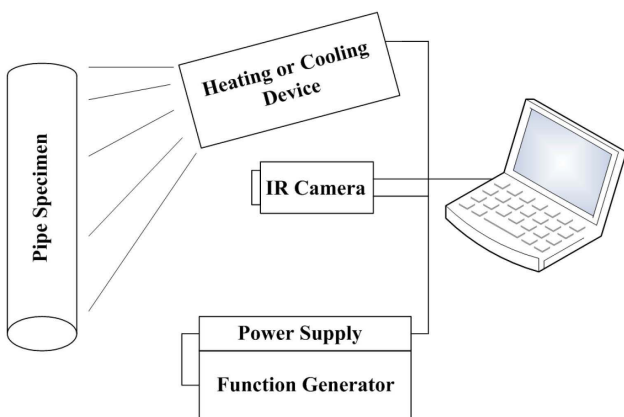 Pipe Specimen
Heating or Cooling
Device
IR Camera
Power Supply
Function Generator